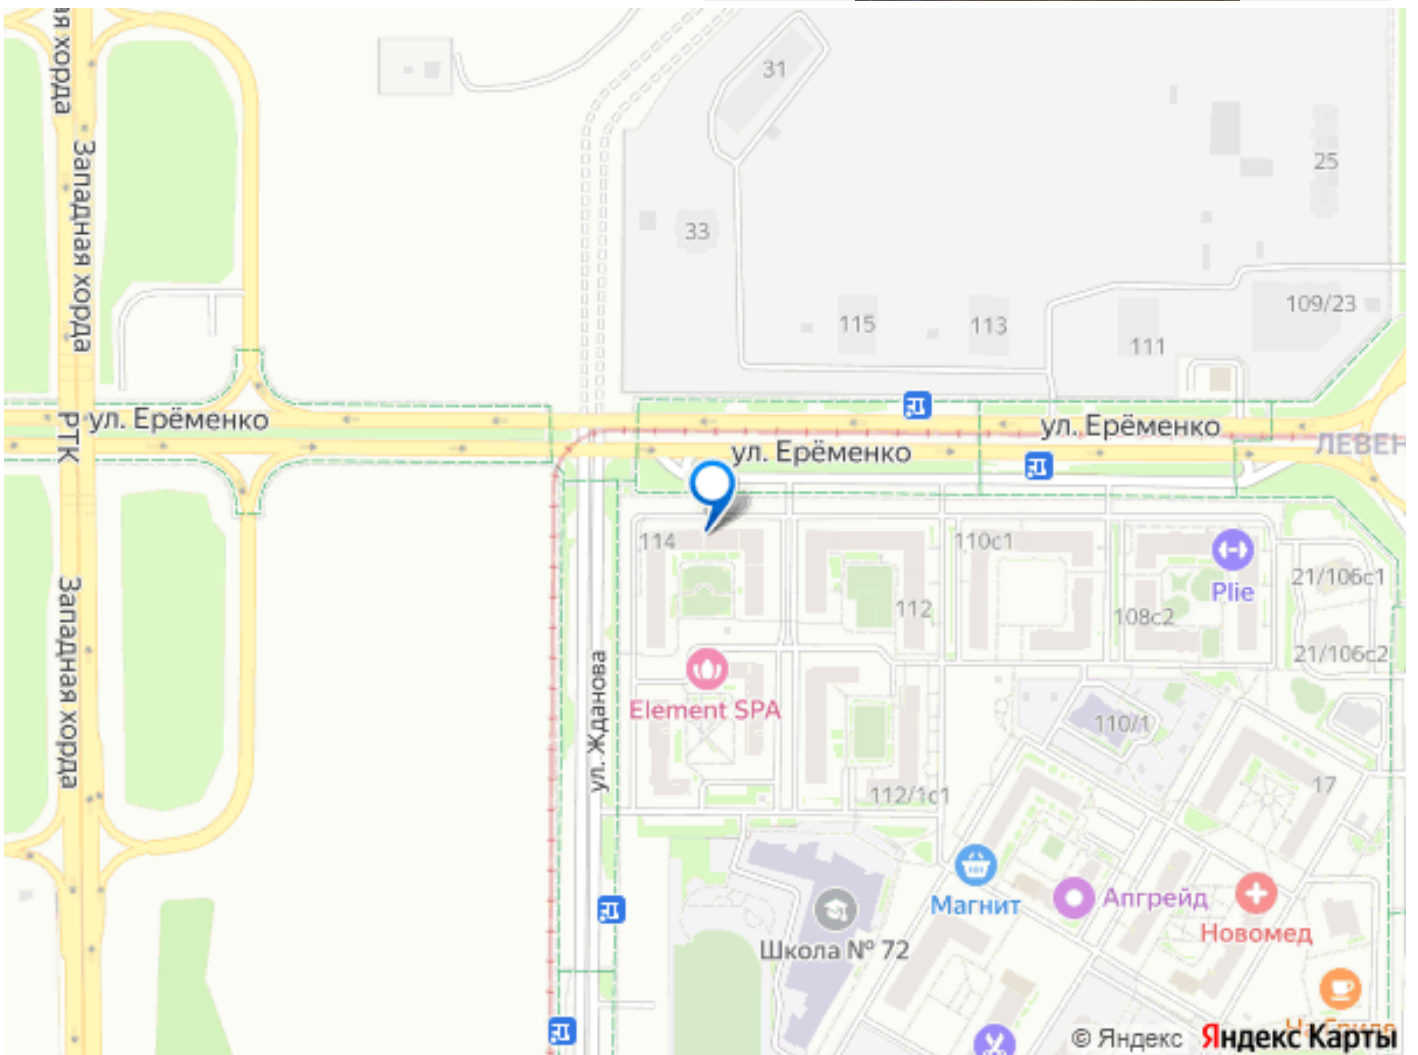 ая хорда
31
25
Западная хорда
33
109/23
115
113
111
РТК
ул. Ерёменко
ул. Ерёменко
ул. Ерёменко
ЛЕВЕН
114
110с1
Plie
21/106с1
112
108с2
21/106с2
Западная хорда
ул. Жданова
Element SPA
110/1
112/1с1
17
Магнит
Апгрейд
Новомед
Школа № 72
© Яндекс Яндекс Карты